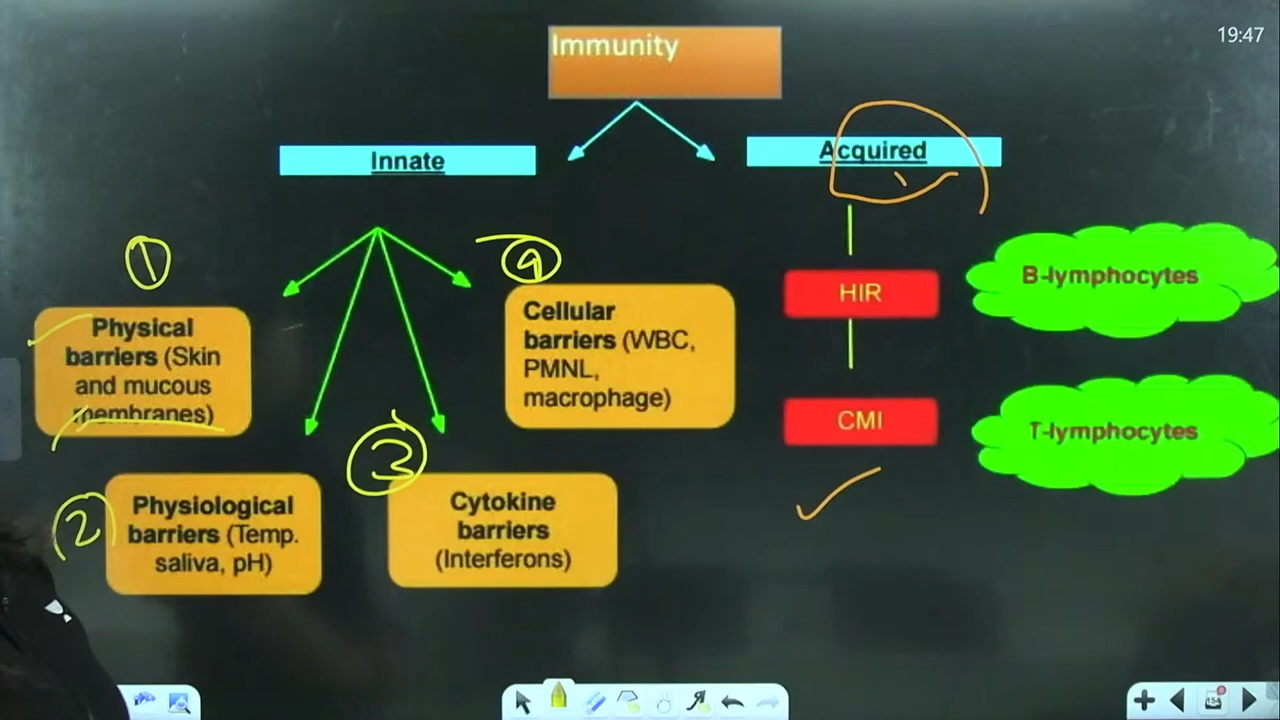 19:47
Immunity
Innate
Acquired
1
4
HIR
B-lymphocytes
Physical
barriers (Skin
and mucous
membranes)
Cellular
barriers (WBC,
PMNL,
macrophage)
CMI
T-lymphocytes
3
2
Physiological
barriers (Temp.
saliva, pH)
Cytokine
barriers
(Interferons)